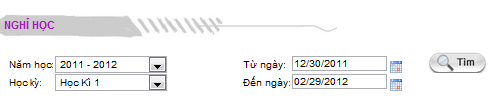 NGHỈ HỌC
Năm học: 2011 - 2012 Từ ngày: 12/30/2011 Tìm
Học kỳ: Học Kì 1 Đến ngày: 02/29/2012